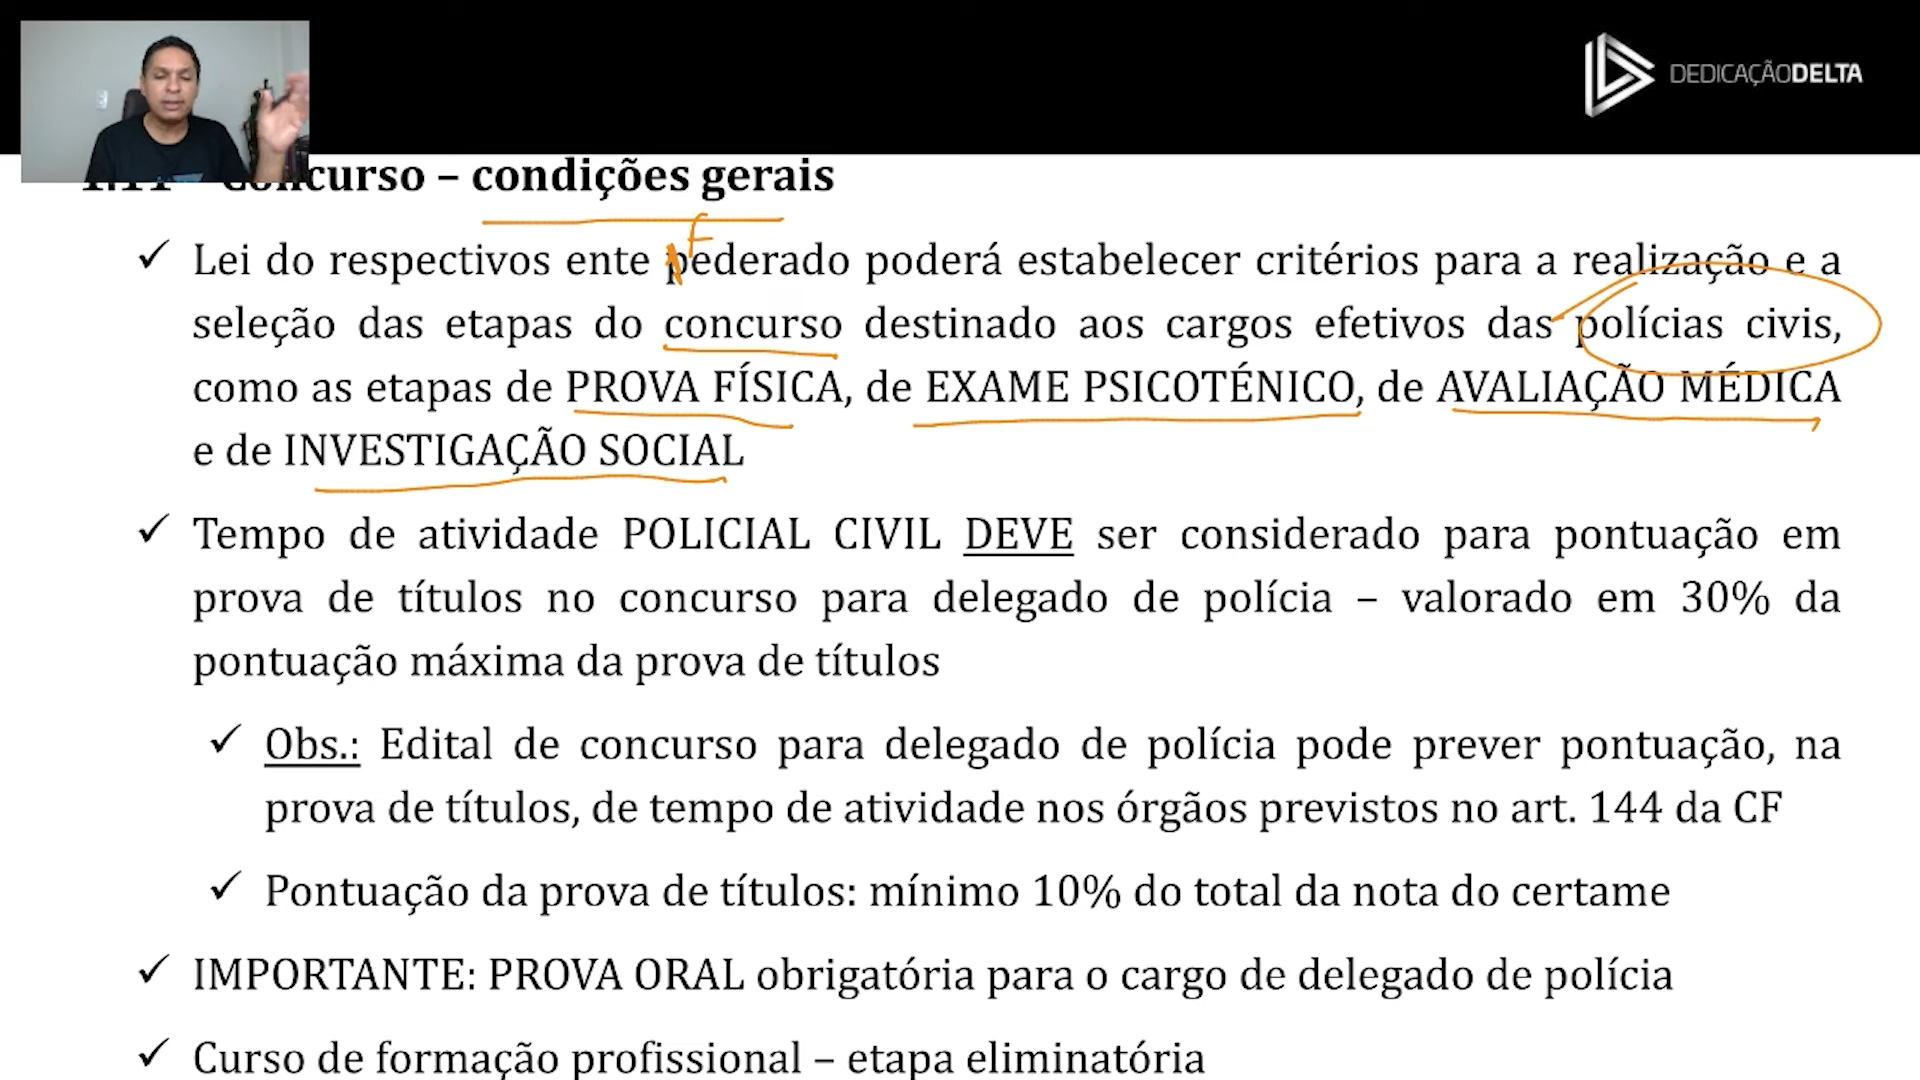 DEDICAÇÃODELTA
Concurso – condições gerais
F
Lei do respectivos ente pederado poderá estabelecer critérios para a realização e a
seleção das etapas do concurso destinado aos cargos efetivos das polícias civis,
como as etapas de PROVA FÍSICA, de EXAME PSICOTÉNICO, de AVALIAÇÃO MÉDICA
e de INVESTIGAÇÃO SOCIAL
Tempo de atividade POLICIAL CIVIL DEVE ser considerado para pontuação em
prova de títulos no concurso para delegado de polícia – valorado em 30% da
pontuação máxima da prova de títulos
Obs.: Edital de concurso para delegado de polícia pode prever pontuação, na
prova de títulos, de tempo de atividade nos órgãos previstos no art. 144 da CF
Pontuação da prova de títulos: mínimo 10% do total da nota do certame
IMPORTANTE: PROVA ORAL obrigatória para o cargo de delegado de polícia
Curso de formação profissional – etapa eliminatória